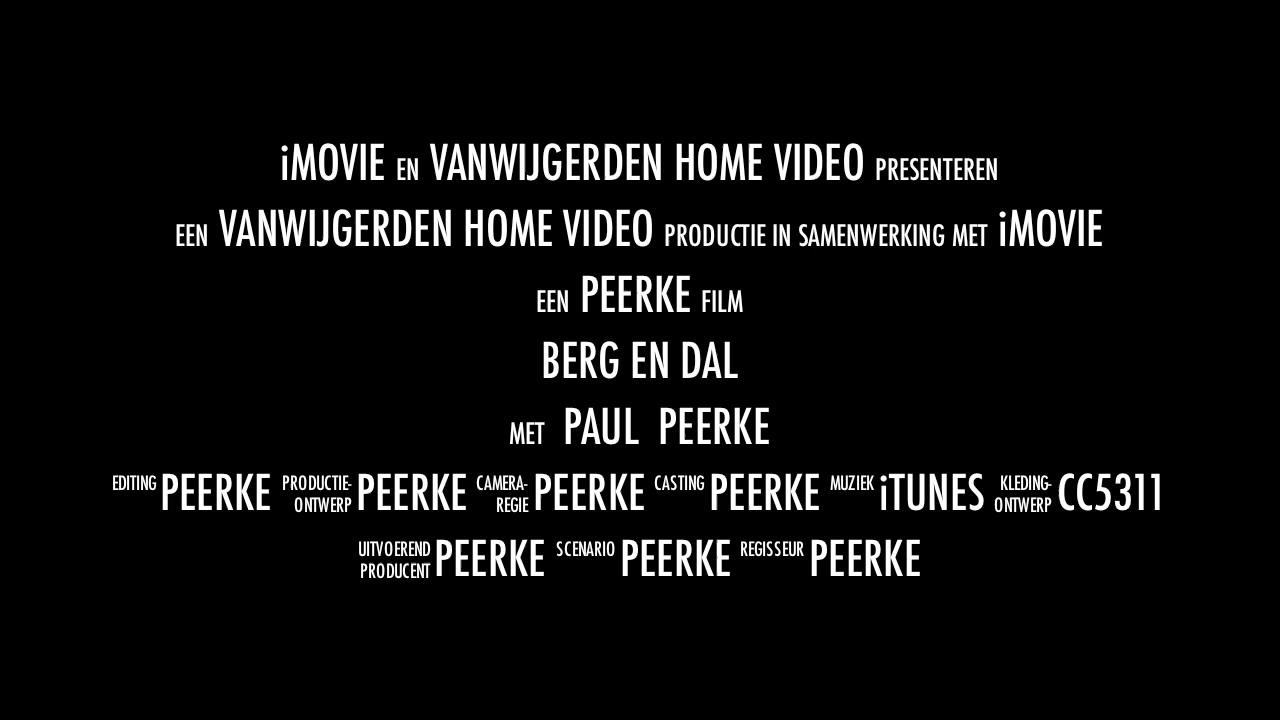 iMOVIE EN VANWIJGERDEN HOME VIDEO PRESENTEREN
EEN VANWIJGERDEN HOME VIDEO PRODUCTIE IN SAMENWERKING MET iMOVIE
EEN PEERKE FILM
BERG EN DAL
MET PAUL PEERKE
EDITING PEERKE PRODUCTIE-ONTWERP PEERKE CAMERA-REGIE PEERKE CASTING PEERKE MUZIEK iTUNES KLEDING-ONTWERP CC5311
UITVOEREND PRODUCENT PEERKE SCENARIO PEERKE REGISSEUR PEERKE